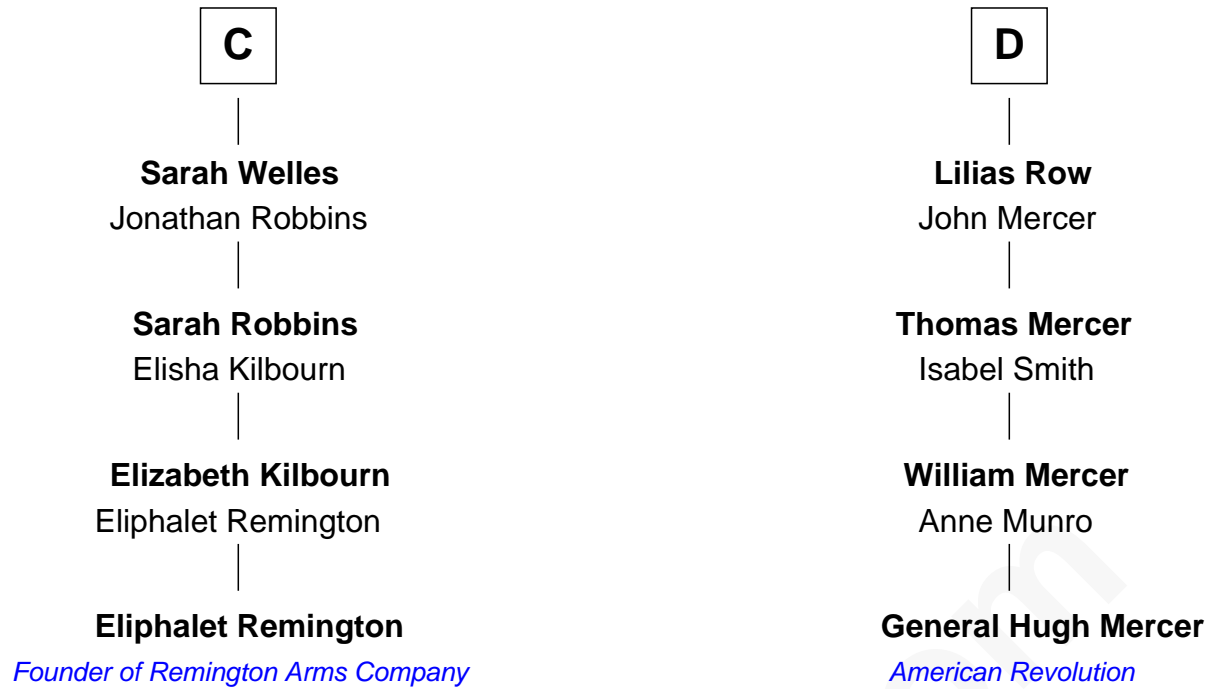 C
Sarah Welles
Jonathan Robbins
Sarah Robbins
Elisha Kilbourn
Elizabeth Kilbourn
Eliphalet Remington
Eliphalet Remington
Founder of Remington Arms Company
D
Lilias Row
John Mercer
Thomas Mercer
Isabel Smith
William Mercer
Anne Munro
General Hugh Mercer
American Revolution